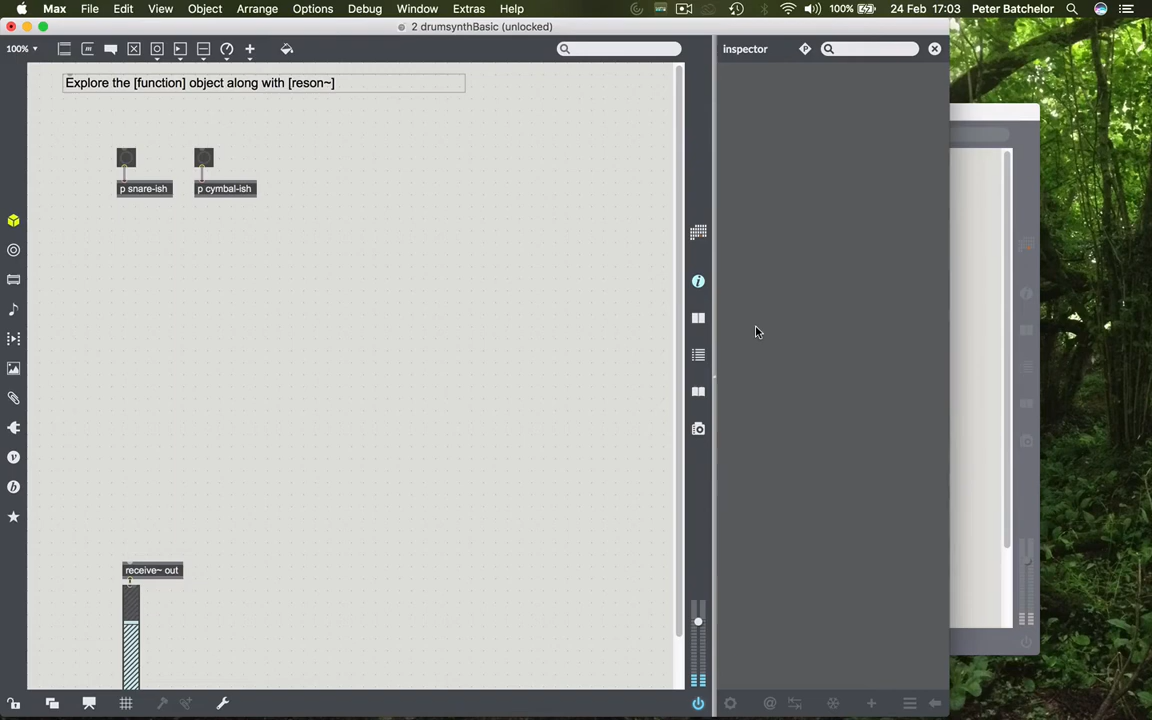 Max File Edit View Object Arrange Options Debug Window Extras Help 100% 24 Feb 17:03 Peter Batchelor
2 drumsynthBasic (unlocked)
100% inspector
Explore the [function] object along with [reson~]
p snare-ish p cymbal-ish
receive~ out